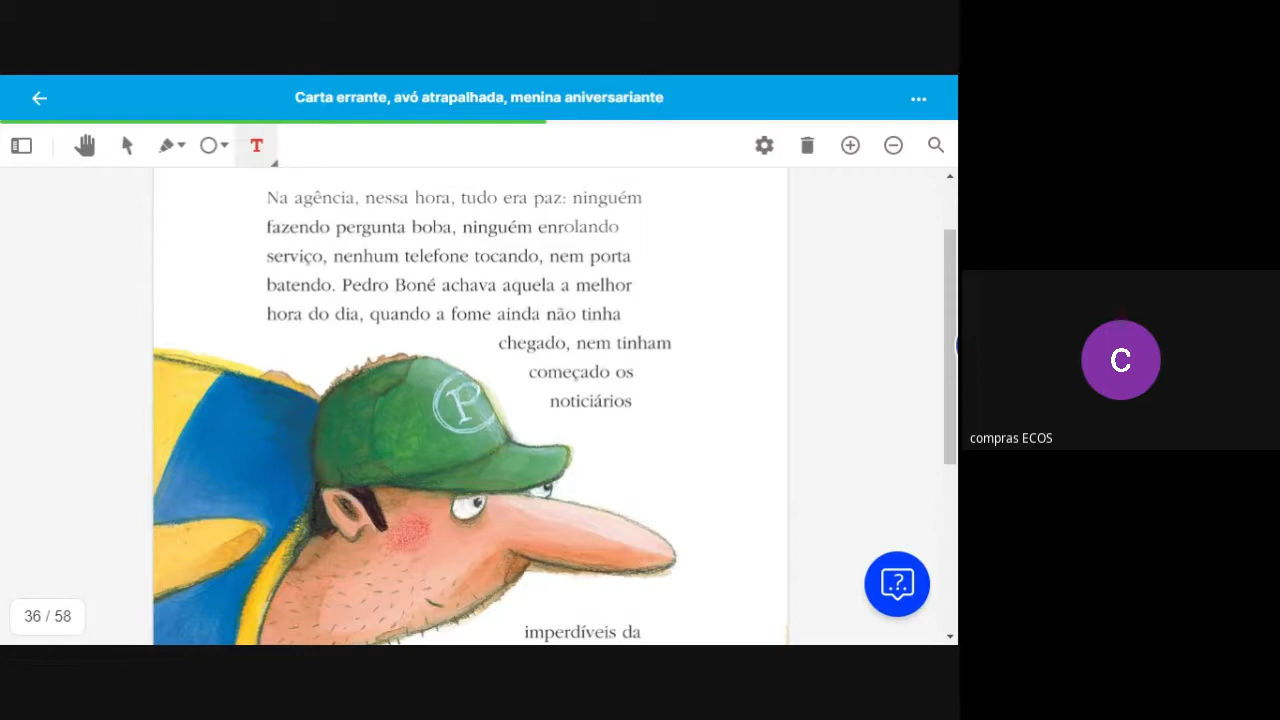 Carta errante, avó atrapalhada, menina aniversariante
T
Na agência, nessa hora, tudo era paz: ninguém
fazendo pergunta boba, ninguém enrolando
serviço, nenhum telefone tocando, nem porta
batendo. Pedro Boné achava aquela a melhor
hora do dia, quando a fome ainda não tinha
chegado, nem tinham
começado os
noticiários
P
imperdíveis da
36 / 58
C
compras ECOS